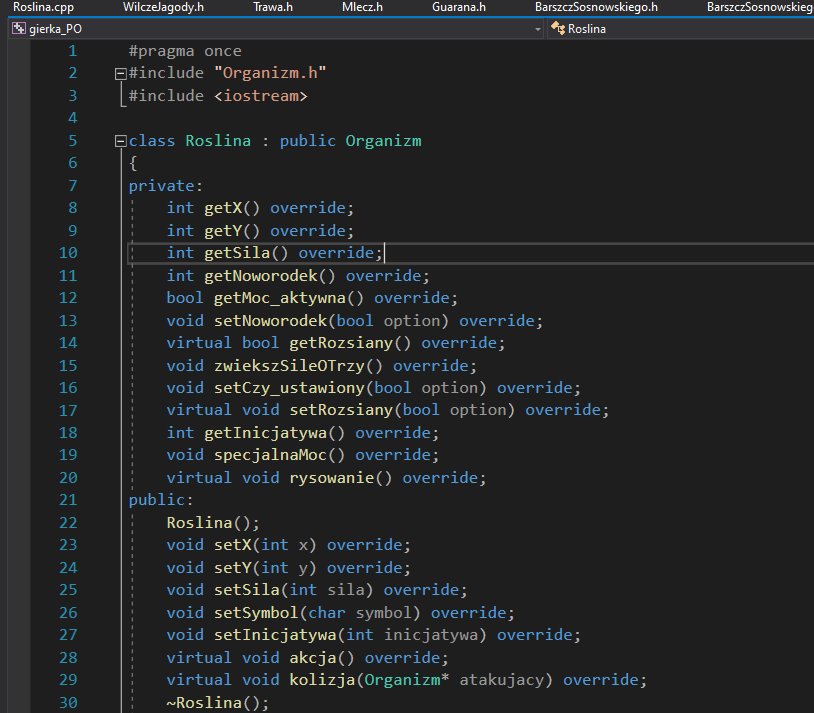 Roslina.cpp WilczeJagody.h Trawa.h Mlecz.h Guarana.h BarszczSosnowskiego.h BarszczSosnowskieg
gierka_PO Roslina
1 #pragma once
2 #include "Organizm.h"
3 #include <iostream>
4
5 class Roslina : public Organizm
6 {
7 private:
8 int getX() override;
9 int getY() override;
10 int getSila() override;
11 int getNoworodek() override;
12 bool getMoc_aktywna() override;
13 void setNoworodek(bool option) override;
14 virtual bool getRozsiany() override;
15 void zwiekszSileOTrzy() override;
16 void setCzy_ustawiony(bool option) override;
17 virtual void setRozsiany(bool option) override;
18 int getInicjatywa() override;
19 void specjalnaMoc() override;
20 virtual void rysowanie() override;
21 public:
22 Roslina();
23 void setX(int x) override;
24 void setY(int y) override;
25 void setSila(int sila) override;
26 void setSymbol(char symbol) override;
27 void setInicjatywa(int inicjatywa) override;
28 virtual void akcja() override;
29 virtual void kolizja(Organizm* atakujacy) override;
30 ~Roslina();